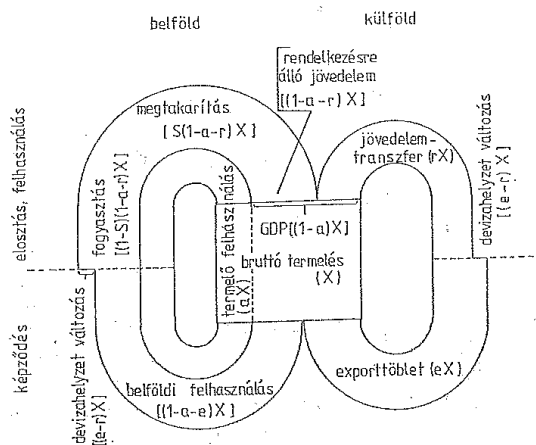 belföld
külföld
rendelkezésre
álló jövedelem
[(1-a-r)X]
megtakarítás
[S(1-a-r)X]
jövedelem-
transzfer (rX)
devizahelyzet változás
[(e-r)X]
elosztás, felhasználás
fogyasztás
[(1-S)(1-a-r)X]
termelő felhasználás
(aX)
GDP[(1-a)X]
bruttó termelés
(X)
képződés
devizahelyzet változás
[(e-r)X]
belföldi felhasználás
[(1-a-e)X]
exporttöblet (eX)